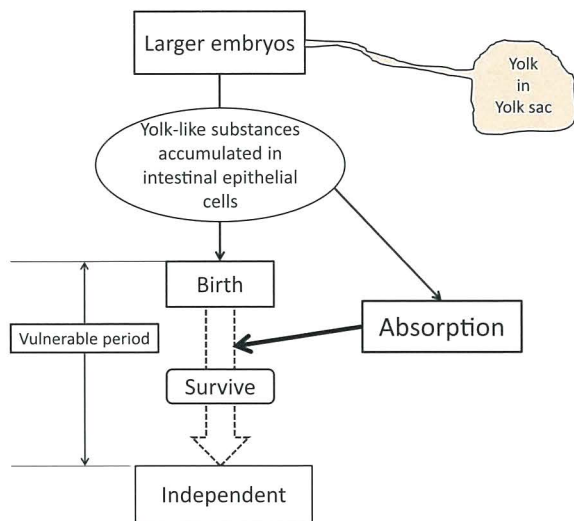 Larger embryos
Yolk
in
Yolk sac
Yolk-like substances
accumulated in
intestinal epithelial
cells
Birth
Absorption
Vulnerable period
Survive
Independent